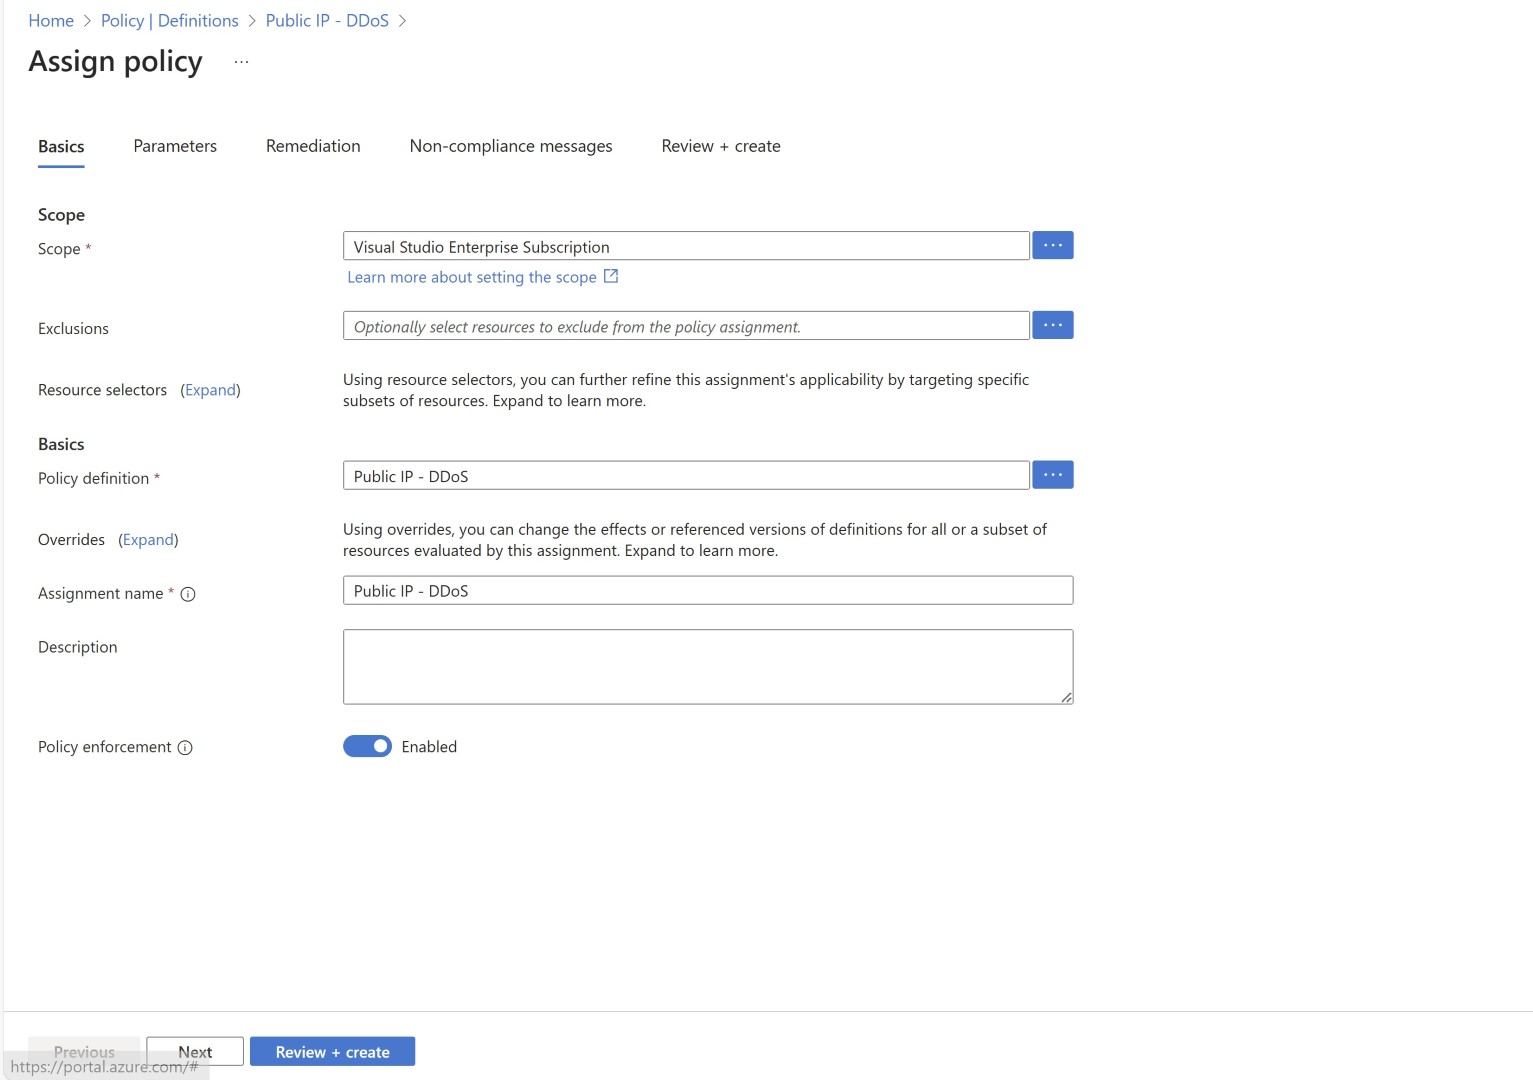 Home > Policy | Definitions > Public IP - DDoS >
Assign policy ...
Basics Parameters Remediation Non-compliance messages Review + create
Scope
Scope * Visual Studio Enterprise Subscription ...
Learn more about setting the scope
Exclusions Optionally select resources to exclude from the policy assignment. ...
Resource selectors (Expand) Using resource selectors, you can further refine this assignment's applicability by targeting specific
subsets of resources. Expand to learn more.
Basics
Policy definition * Public IP - DDoS ...
Overrides (Expand) Using overrides, you can change the effects or referenced versions of definitions for all or a subset of
resources evaluated by this assignment. Expand to learn more.
Assignment name * Public IP - DDoS
Description
Policy enforcement Enabled
Previous Next Review + create
https://portal.azure.com/#